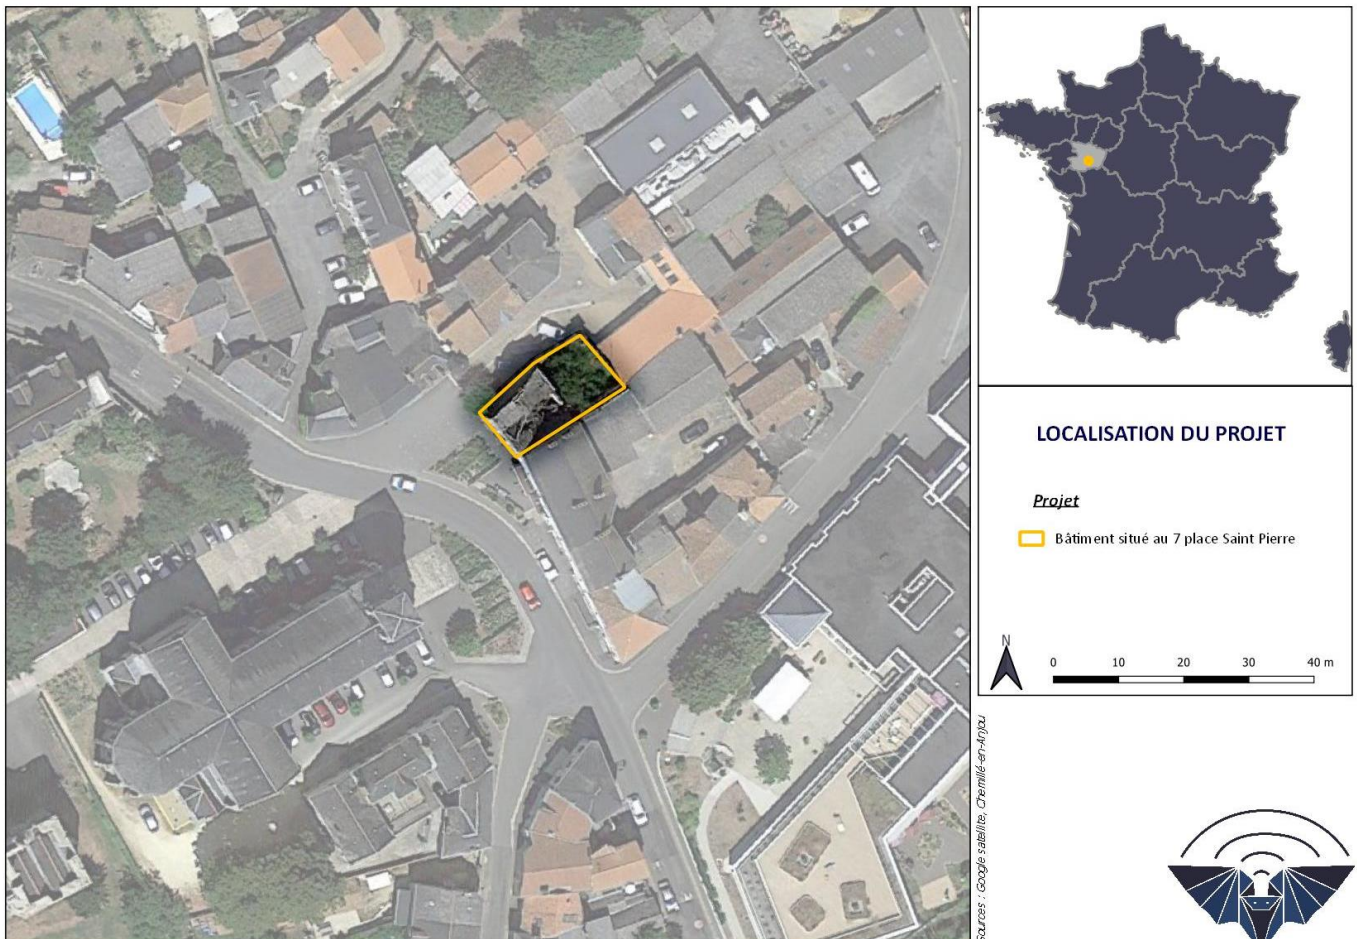 LOCALISATION DU PROJET
Projet
Bâtiment situé au 7 place Saint Pierre
N
0 10 20 30 40 m
Sources : Google satellite, Chemillé-en-Anjou